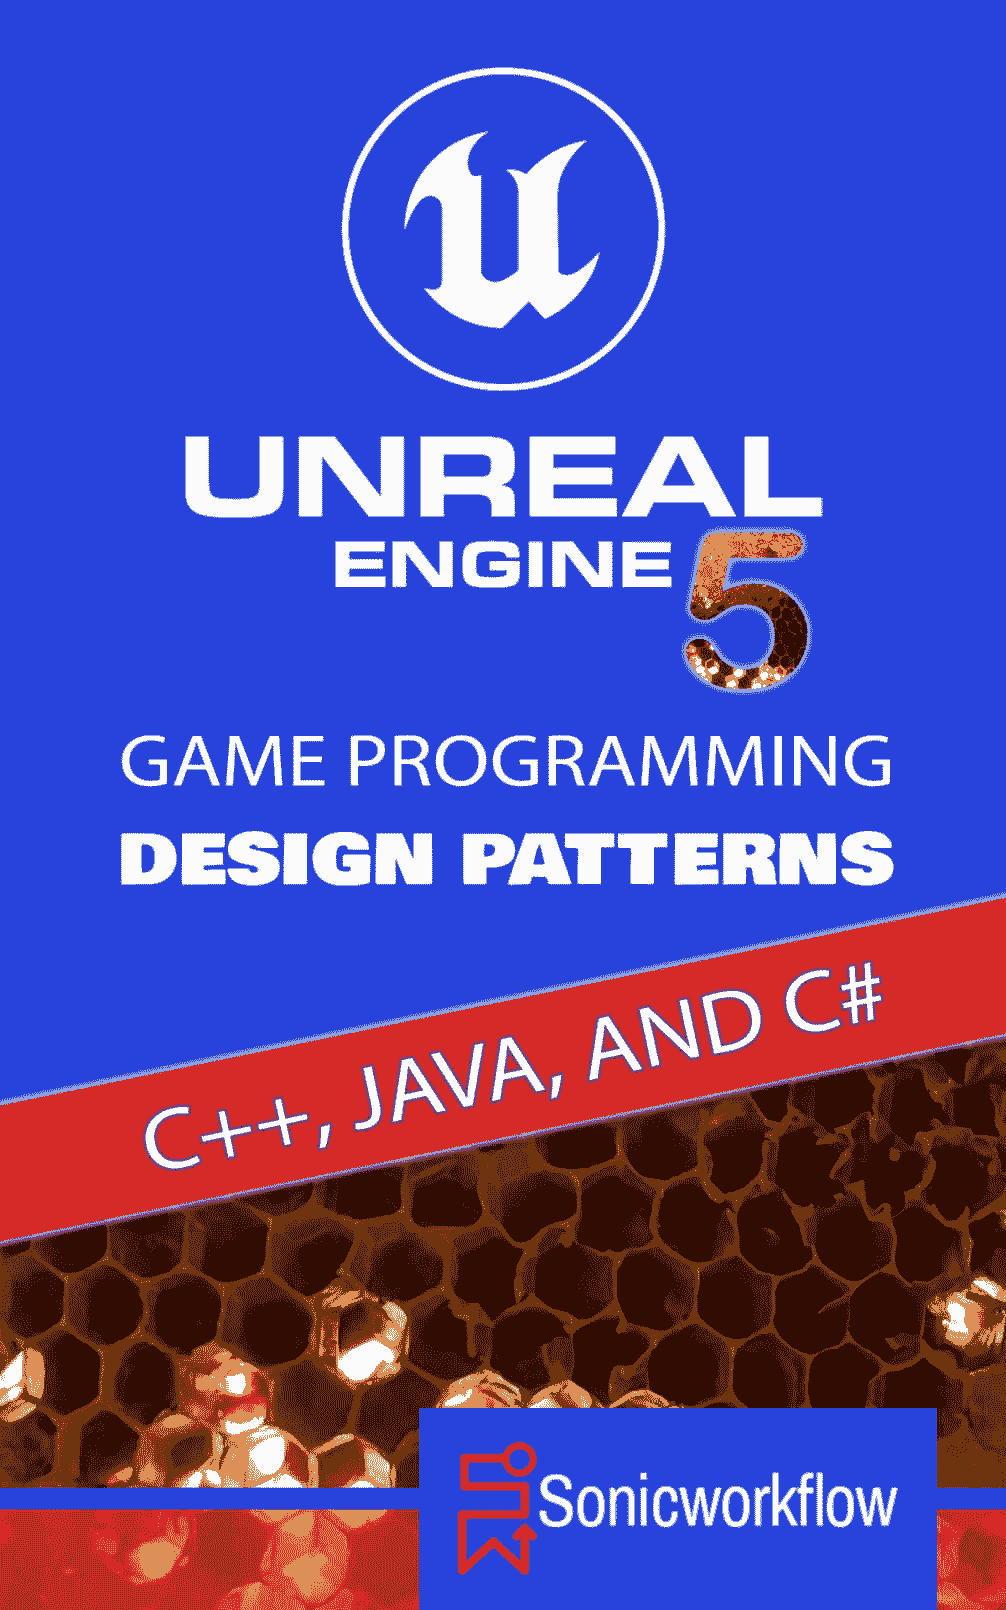 UNREAL
ENGINE 5
GAME PROGRAMMING
DESIGN PATTERNS
C++, JAVA, AND C#
Sonicworkflow